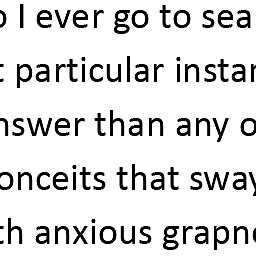 o I ever go to sea
t particular instan
nswer than any o
onceits that sway
th anxious grapne